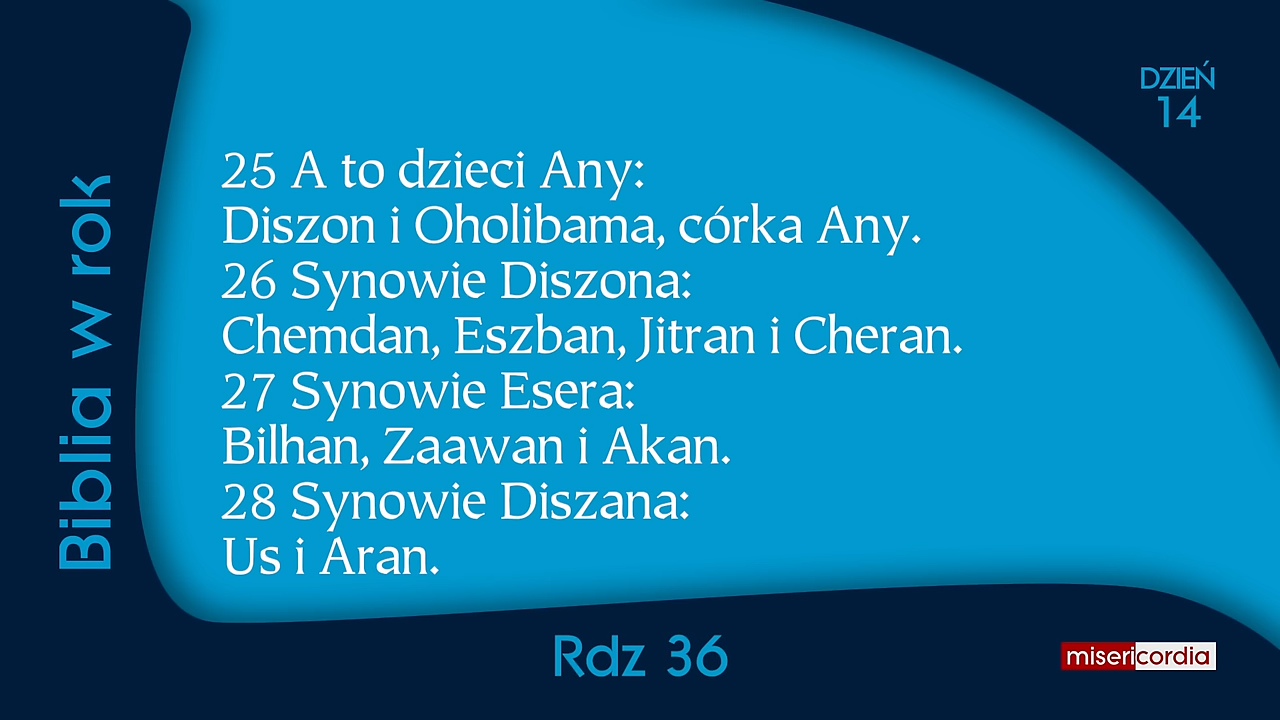 DZIEŃ
14
Biblia w rok
25 A to dzieci Any:
Diszon i Oholibama, córka Any.
26 Synowie Diszona:
Chemdan, Eszban, Jitran i Cheran.
27 Synowie Esera:
Bilhan, Zaawan i Akan.
28 Synowie Diszana:
Us i Aran.
Rdz 36
misericordia